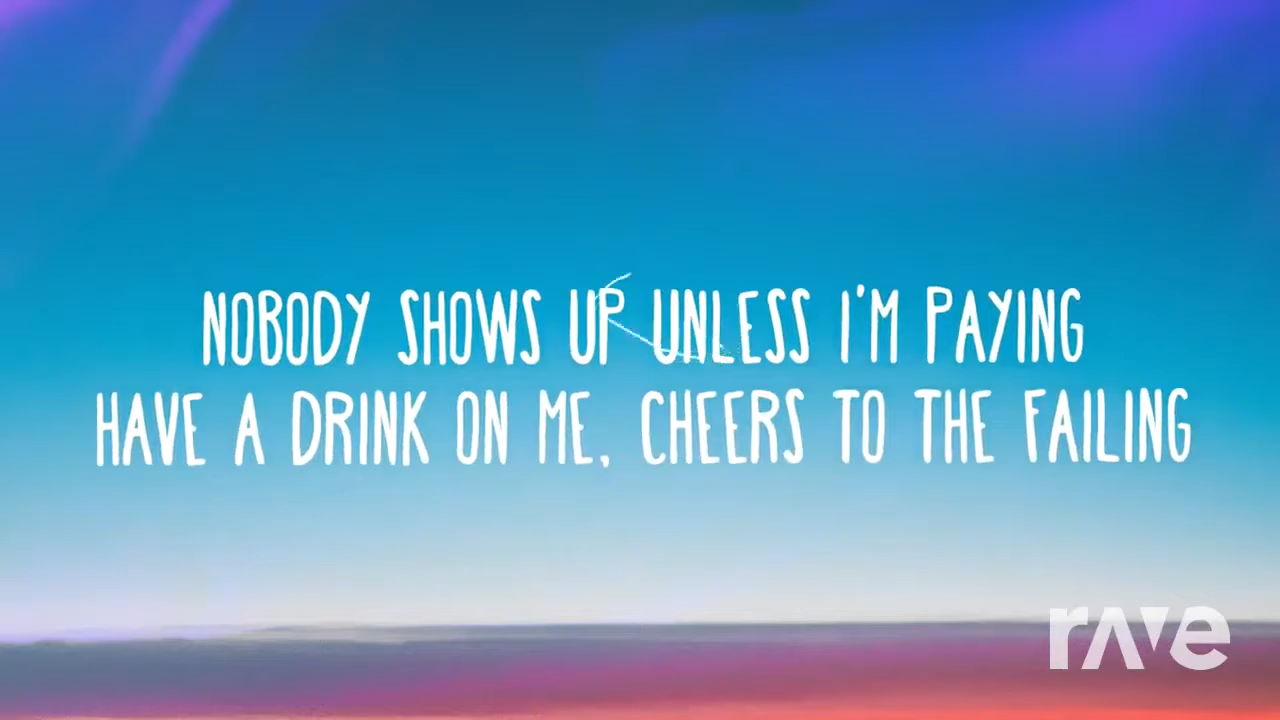 NOBODY SHOWS UP UNLESS I'M PAYING
HAVE A DRINK ON ME, CHEERS TO THE FAILING
rave